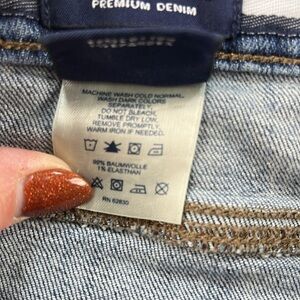 PREMIUM DENIM
MACHINE WASH COLD NORMAL.
WASH DARK COLORS
SEPARATELY.
DO NOT BLEACH.
TUMBLE DRY LOW.
REMOVE PROMPTLY.
WARM IRON IF NEEDED.
99% BAUMWOLLE
1% ELASTHAN
RN 62830